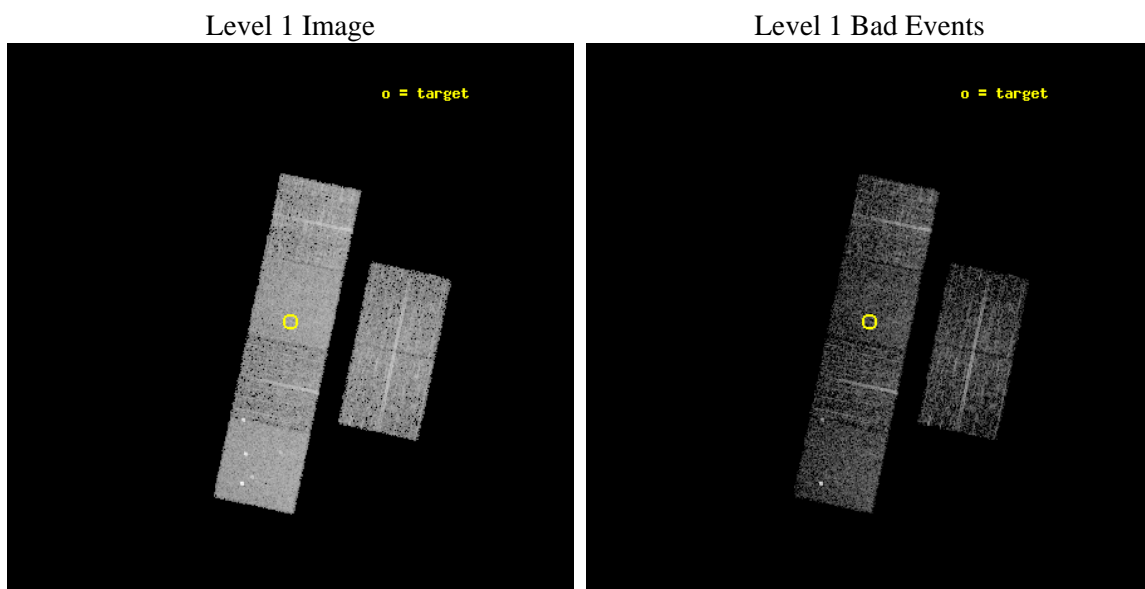 Level 1 Image
Level 1 Bad Events
o = target
o = target